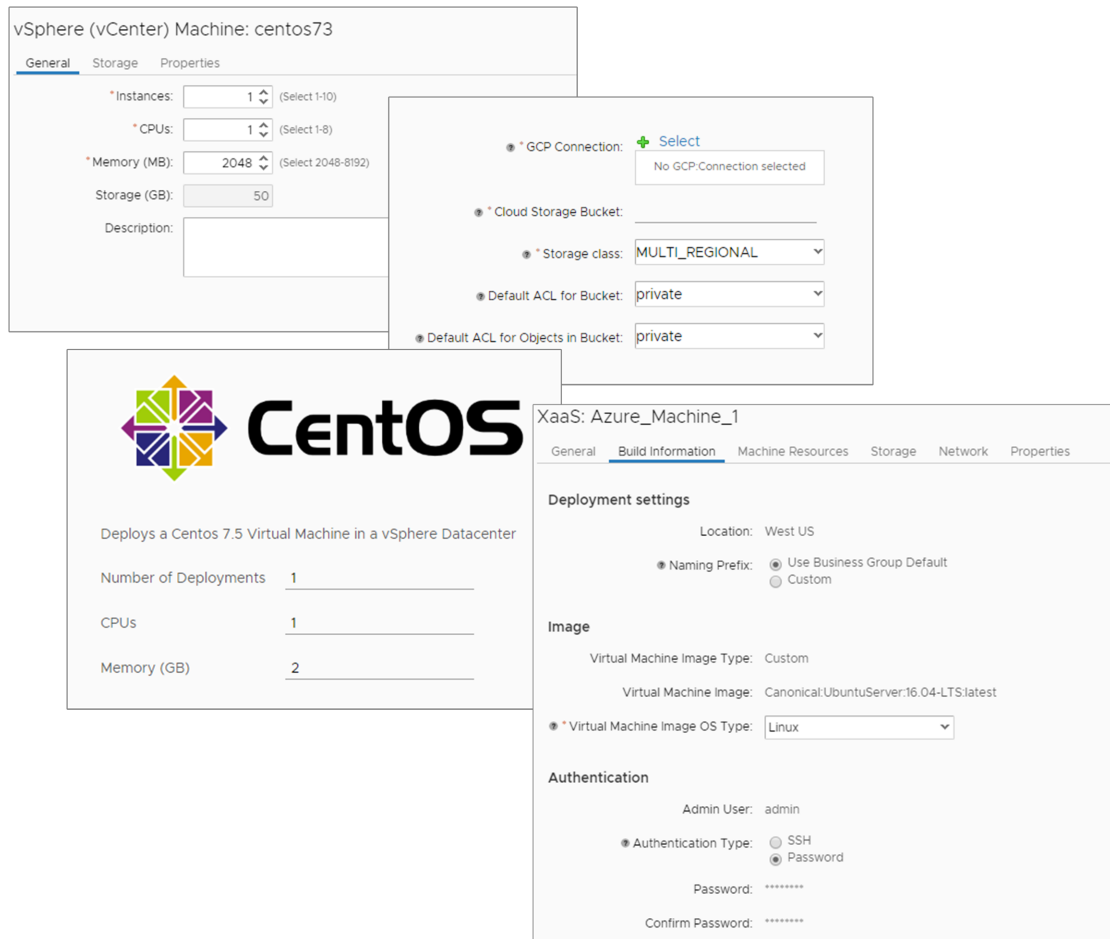 vSphere (vCenter) Machine: centos73
General Storage Properties
*Instances: 1 (Select 1-10)
*CPUs: 1 (Select 1-8)
*Memory (MB): 2048 (Select 2048-8192)
Storage (GB): 50
Description:
* GCP Connection: Select
No GCP:Connection selected
* Cloud Storage Bucket:
* Storage class: MULTI_REGIONAL
Default ACL for Bucket: private
Default ACL for Objects in Bucket: private
CentOS
Deploys a Centos 7.5 Virtual Machine in a vSphere Datacenter
Number of Deployments 1
CPUs 1
Memory (GB) 2
XaaS: Azure_Machine_1
General Build Information Machine Resources Storage Network Properties
Deployment settings
Location: West US
Naming Prefix: Use Business Group Default
Custom
Image
Virtual Machine Image Type: Custom
Virtual Machine Image: Canonical:UbuntuServer:16.04-LTS:latest
* Virtual Machine Image OS Type: Linux
Authentication
Admin User: admin
Authentication Type: SSH
Password
Password: ********
Confirm Password: ********